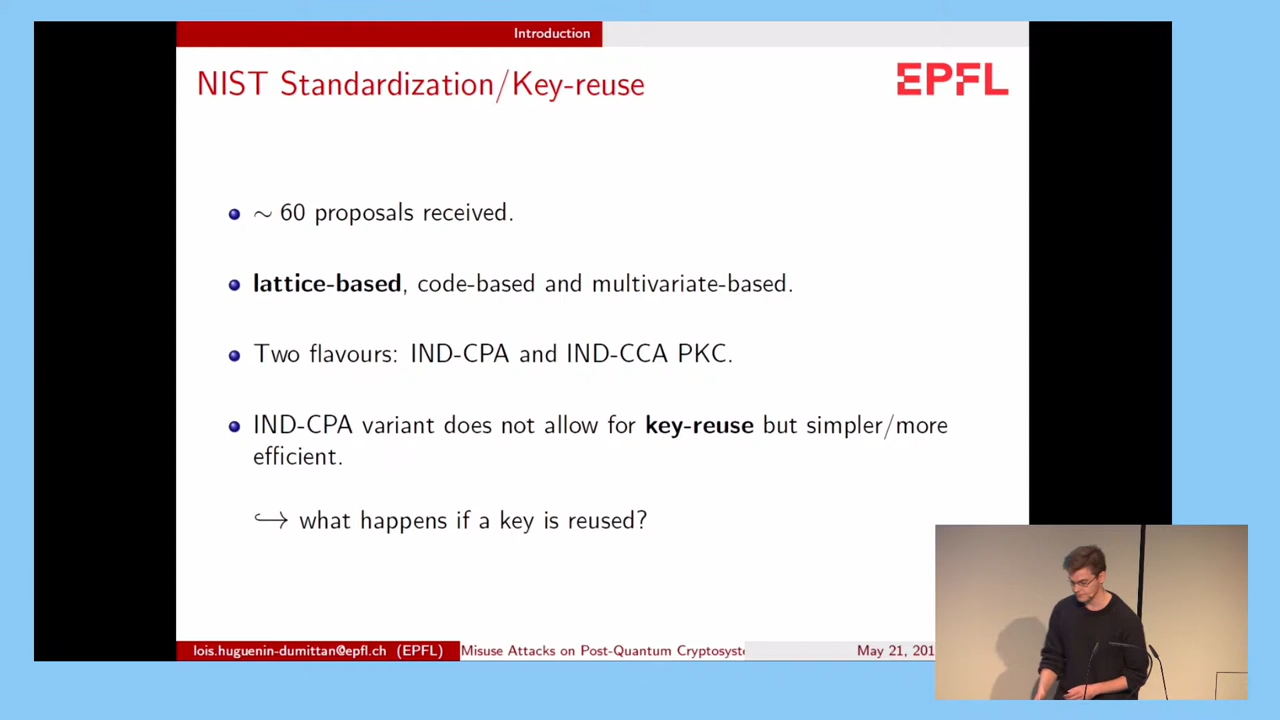 Introduction
NIST Standardization/Key-reuse
EPFL
∼ 60 proposals received.
lattice-based, code-based and multivariate-based.
Two flavours: IND-CPA and IND-CCA PKC.
IND-CPA variant does not allow for key-reuse but simpler/more
efficient.
↪ what happens if a key is reused?
lois.huguenin-dumittan@epfl.ch (EPFL) Misuse Attacks on Post-Quantum Cryptosyste May 21, 201